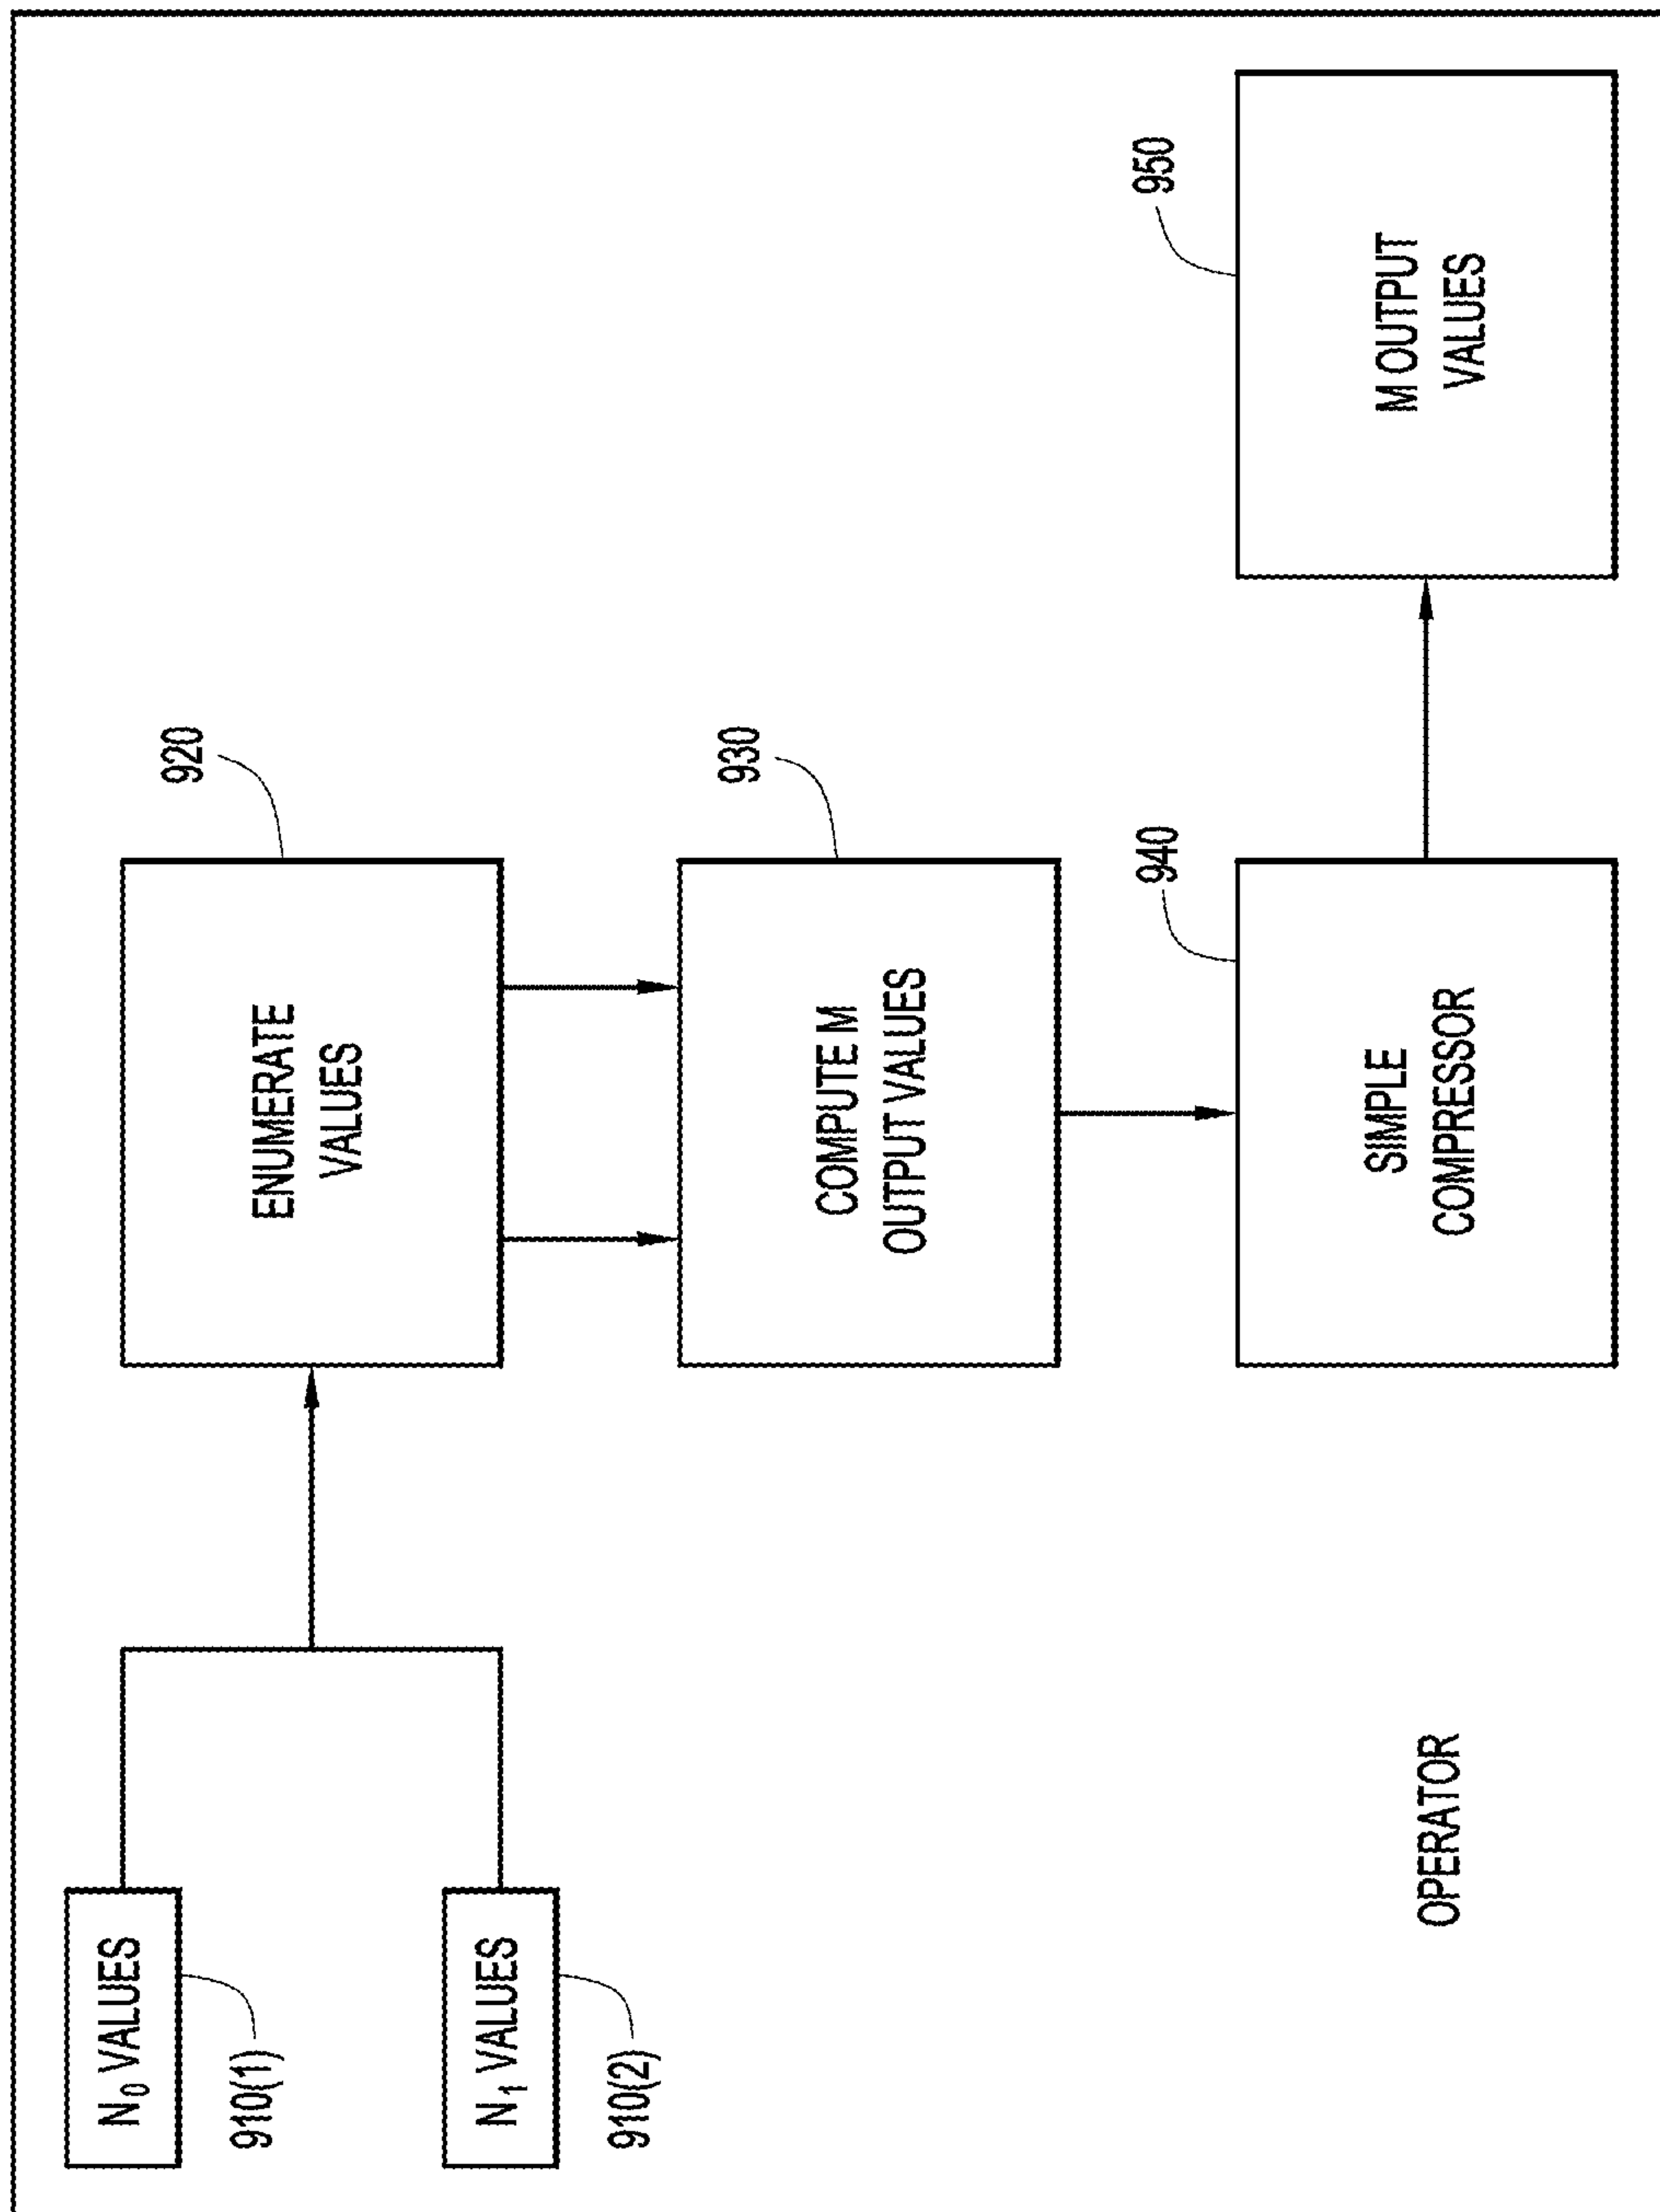 N0 VALUES
910(1)
N1 VALUES
910(2)
920
ENUMERATE
VALUES
930
COMPUTE M
OUTPUT VALUES
940
SIMPLE
COMPRESSOR
950
M OUTPUT
VALUES
OPERATOR